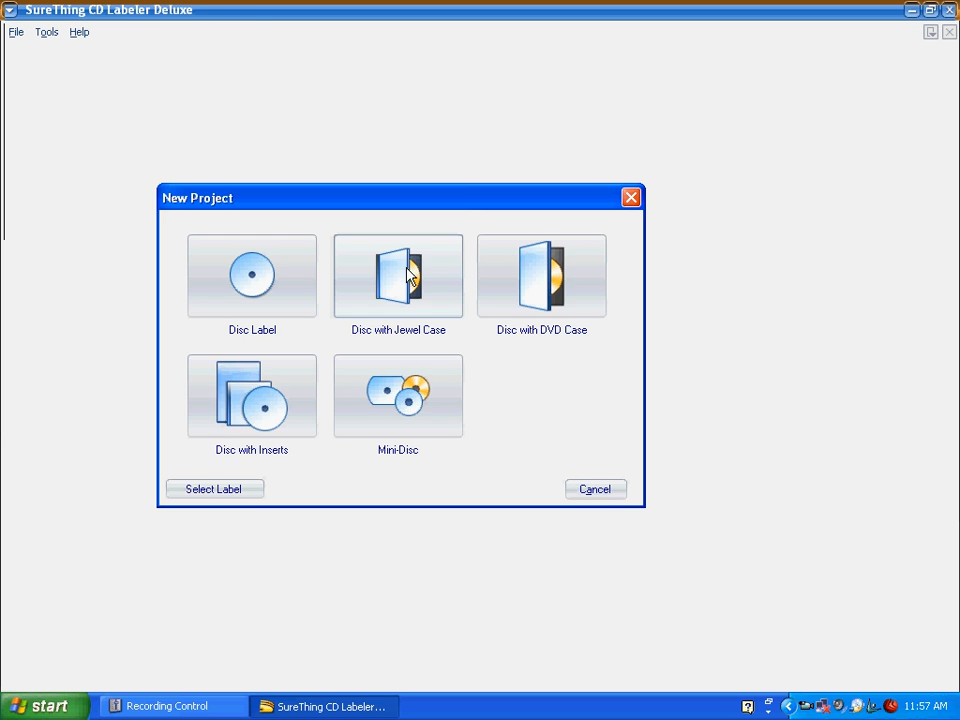 SureThing CD Labeler Deluxe
File Tools Help
New Project
Disc Label
Disc with Jewel Case
Disc with DVD Case
Disc with Inserts
Mini-Disc
Select Label
Cancel
start
Recording Control
SureThing CD Labeler...
11:57 AM